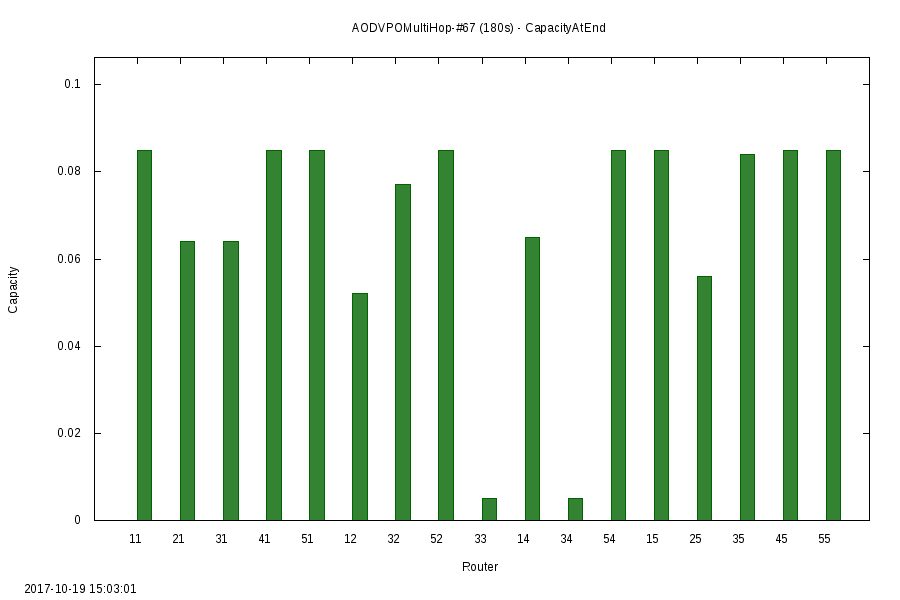 AODVPOMultiHop-#67 (180s) - CapacityAtEnd
0.1
0.08
0.06
0.04
0.02
0
Capacity
11 21 31 41 51 12 32 52 33 14 34 54 15 25 35 45 55
Router
2017-10-19 15:03:01